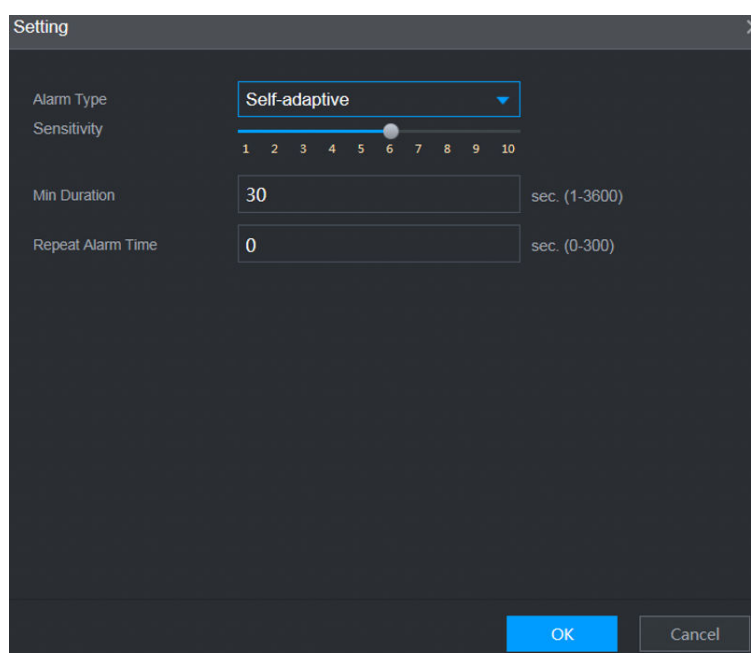 Setting
Alarm Type Self-adaptive
Sensitivity
1 2 3 4 5 6 7 8 9 10
Min Duration 30 sec. (1-3600)
Repeat Alarm Time 0 sec. (0-300)
OK Cancel